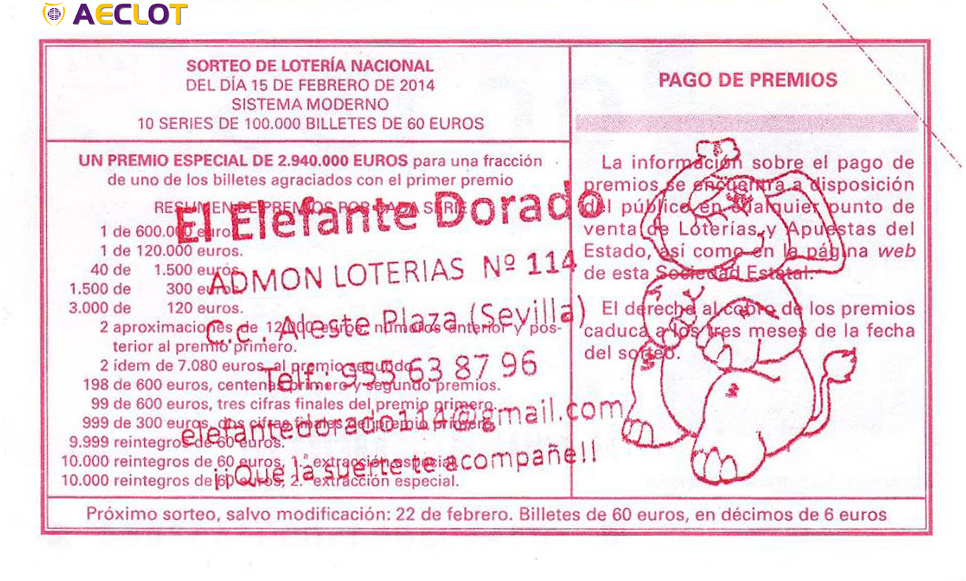 AECLOT
SORTEO DE LOTERÍA NACIONAL
DEL DÍA 15 DE FEBRERO DE 2014
SISTEMA MODERNO
10 SERIES DE 100.000 BILLETES DE 60 EUROS
UN PREMIO ESPECIAL DE 2.940.000 EUROS para una fracción
de uno de los billetes agraciados con el primer premio
RESUMEN DE PREMIOS POR CADA SERIE
1 de 600.000 euros.
1 de 120.000 euros.
40 de 1.500 euros.
1.500 de 300 euros.
3.000 de 120 euros.
2 aproximaciones de 12.000 euros, números anterior y pos-
terior al premio primero.
2 ídem de 7.080 euros, al premio segundo.
198 de 600 euros, centenas primero y segundo premios.
99 de 600 euros, tres cifras finales del premio primero.
999 de 300 euros, dos cifras finales del premio primero.
9.999 reintegros de 60 euros.
10.000 reintegros de 60 euros, 1.ª extracción especial.
10.000 reintegros de 60 euros, 2.ª extracción especial.
El Elefante Dorado
ADMON LOTERIAS Nº 114
C.c. Aleste Plaza (Sevilla)
Telf.: 955 63 87 96
elefantedorado114@gmail.com
¡¡Que la suerte te acompañe!!
PAGO DE PREMIOS
La información sobre el pago de
premios se encuentra a disposición
del público en cualquier punto de
venta de Loterías y Apuestas del
Estado, así como en la página web
de esta Sociedad Estatal.
El derecho al cobro de los premios
caduca a los tres meses de la fecha
del sorteo.
Próximo sorteo, salvo modificación: 22 de febrero. Billetes de 60 euros, en décimos de 6 euros